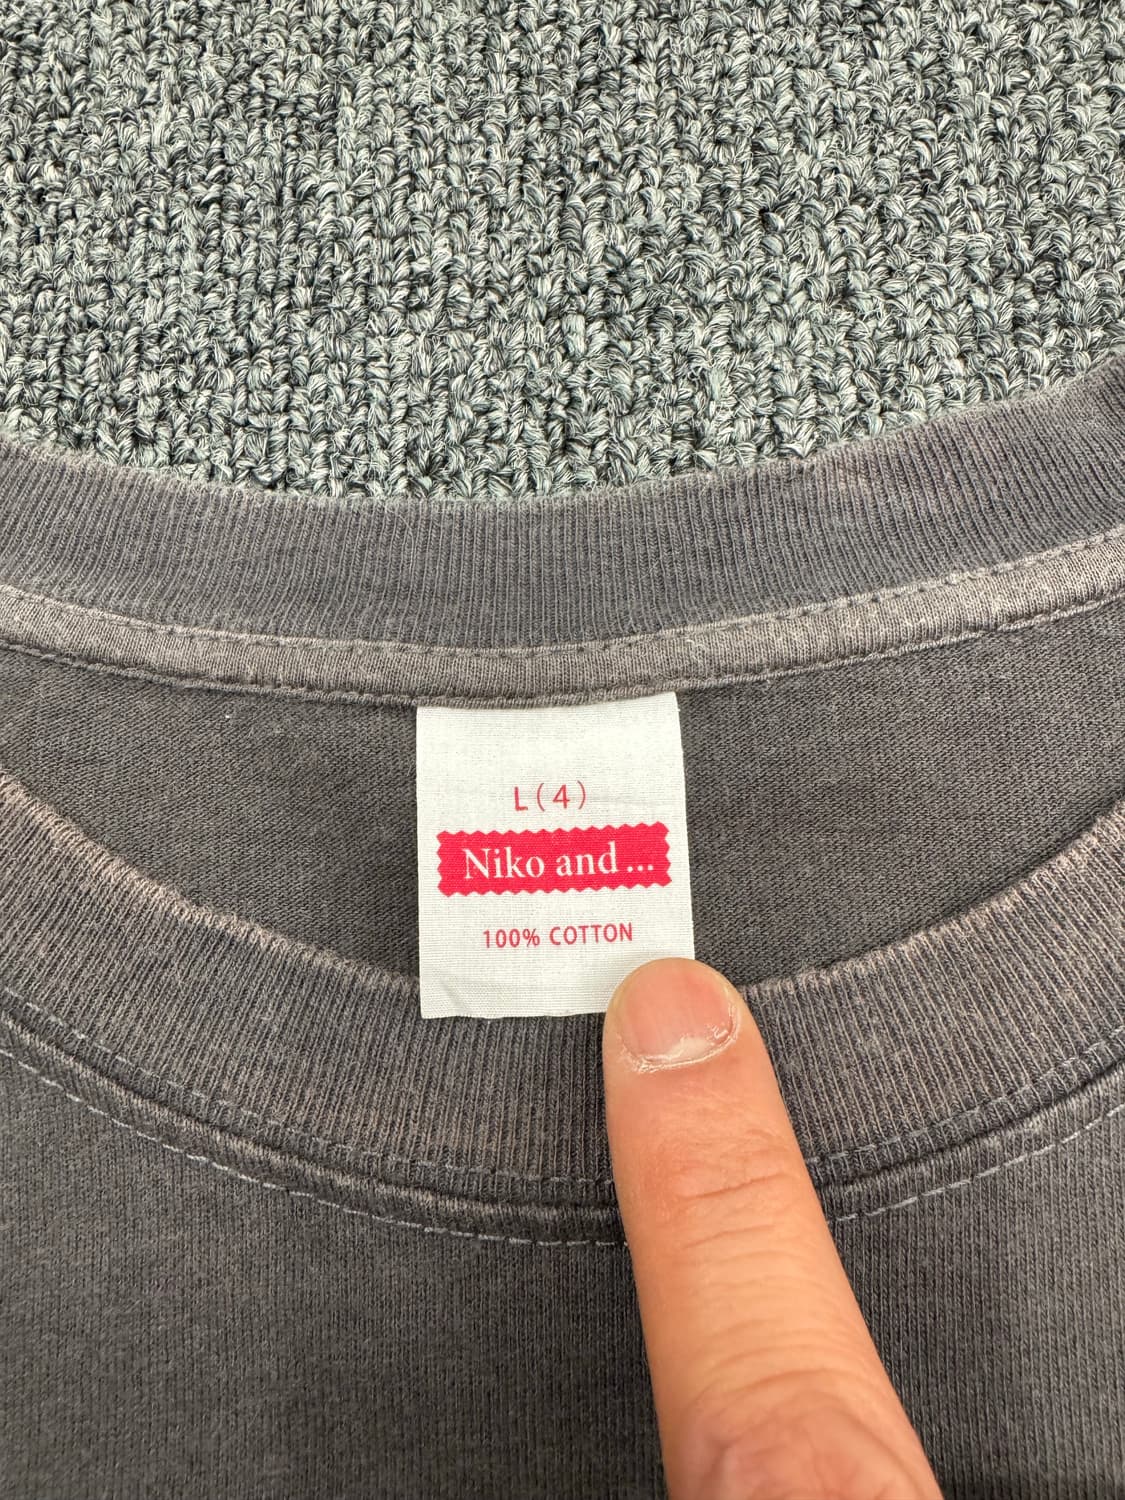 L(4)
Niko and...
100% COTTON